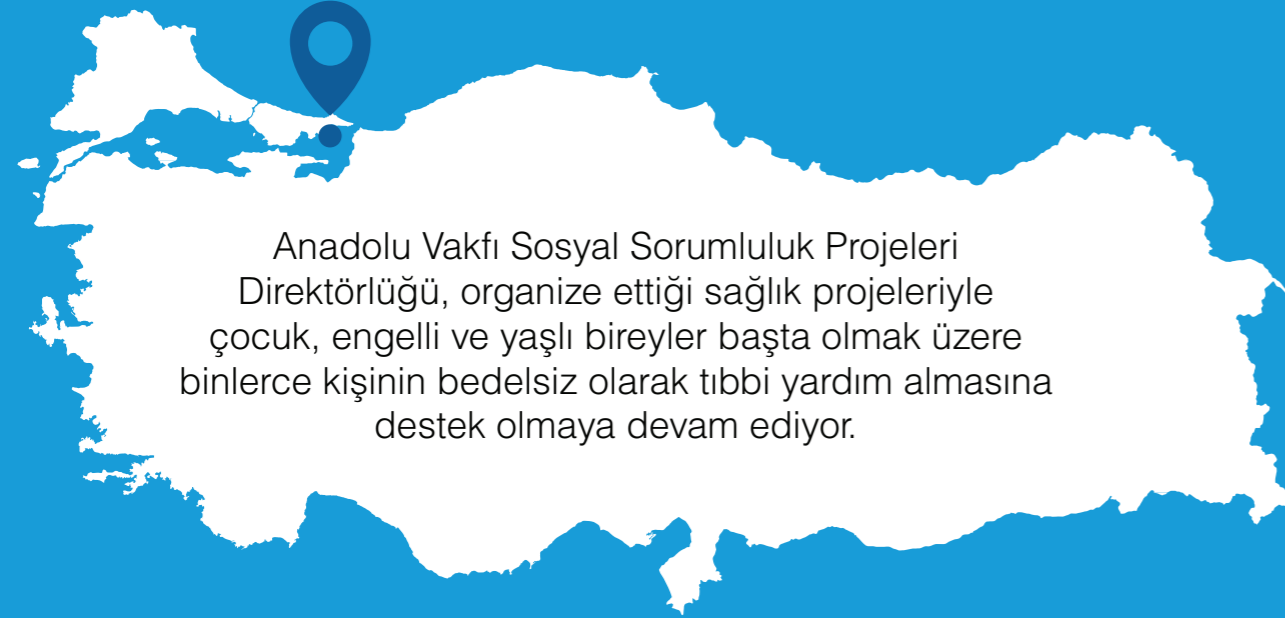 Anadolu Vakfı Sosyal Sorumluluk Projeleri
Direktörlüğü, organize ettiği sağlık projeleriyle
çocuk, engelli ve yaşlı bireyler başta olmak üzere
binlerce kişinin bedelsiz olarak tıbbi yardım almasına
destek olmaya devam ediyor.